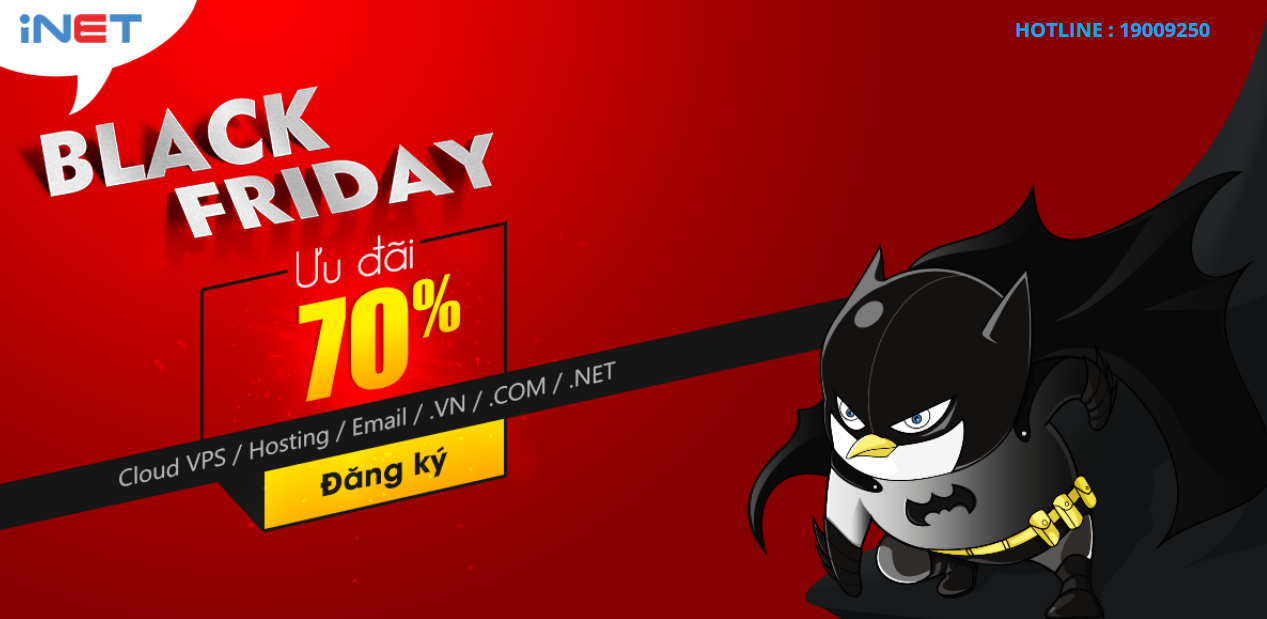 iNET
HOTLINE : 19009250
BLACK
FRIDAY
Ưu đãi
70%
Cloud VPS / Hosting / Email / .VN / .COM / .NET
Đăng ký